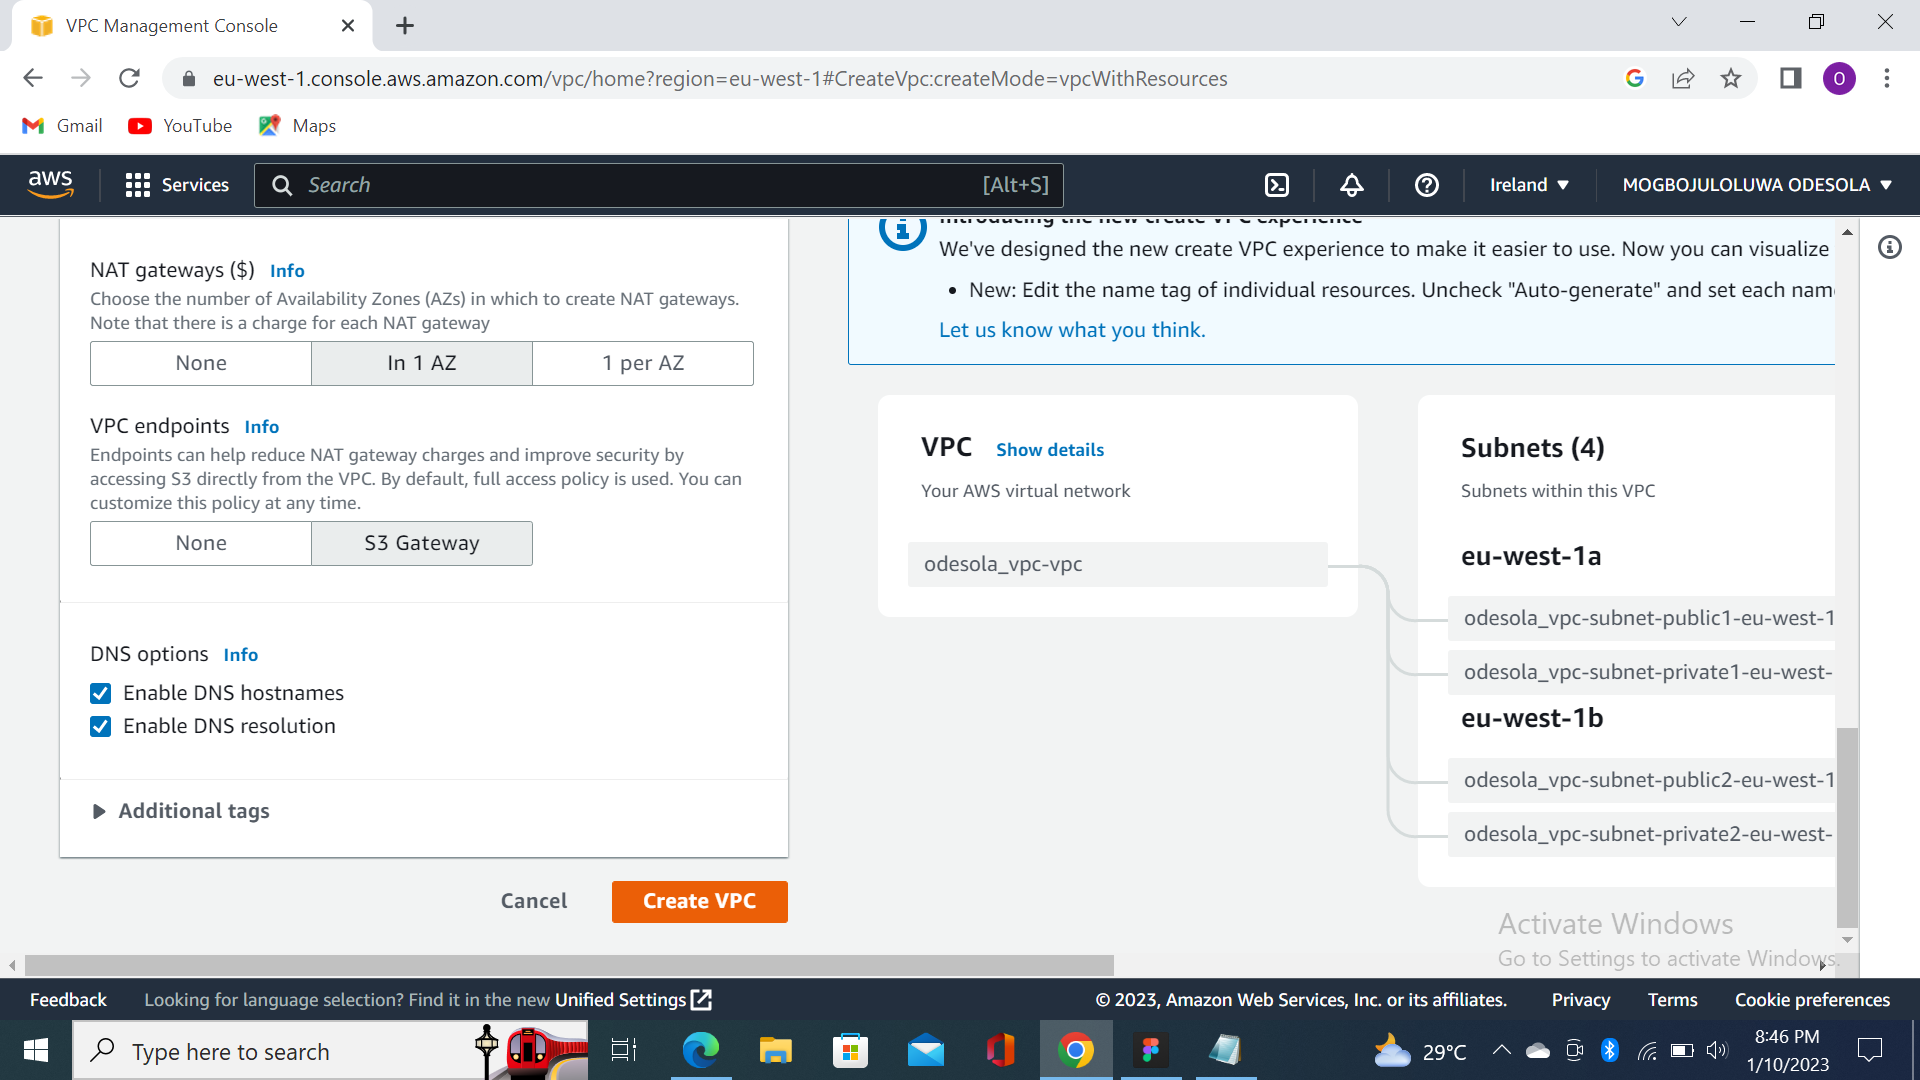 VPC Management Console
eu-west-1.console.aws.amazon.com/vpc/home?region=eu-west-1#CreateVpc:createMode=vpcWithResources
O
Gmail
YouTube
Maps
aws
Services
Search
[Alt+S]
Ireland
MOGBOJULOLUWA ODESOLA
NAT gateways ($) Info
Choose the number of Availability Zones (AZs) in which to create NAT gateways.
Note that there is a charge for each NAT gateway
None
In 1 AZ
1 per AZ
VPC endpoints Info
Endpoints can help reduce NAT gateway charges and improve security by
accessing S3 directly from the VPC. By default, full access policy is used. You can
customize this policy at any time.
None
S3 Gateway
DNS options Info
Enable DNS hostnames
Enable DNS resolution
Additional tags
Cancel
Create VPC
Introducing the new create VPC experience
We've designed the new create VPC experience to make it easier to use. Now you can visualize
• New: Edit the name tag of individual resources. Uncheck "Auto-generate" and set each nam
Let us know what you think.
VPC Show details
Your AWS virtual network
odesola_vpc-vpc
Subnets (4)
Subnets within this VPC
eu-west-1a
odesola_vpc-subnet-public1-eu-west-1
odesola_vpc-subnet-private1-eu-west-
eu-west-1b
odesola_vpc-subnet-public2-eu-west-1
odesola_vpc-subnet-private2-eu-west-
Activate Windows
Go to Settings to activate Windows.
Feedback
Looking for language selection? Find it in the new Unified Settings
© 2023, Amazon Web Services, Inc. or its affiliates.
Privacy
Terms
Cookie preferences
Type here to search
29°C
8:46 PM
1/10/2023